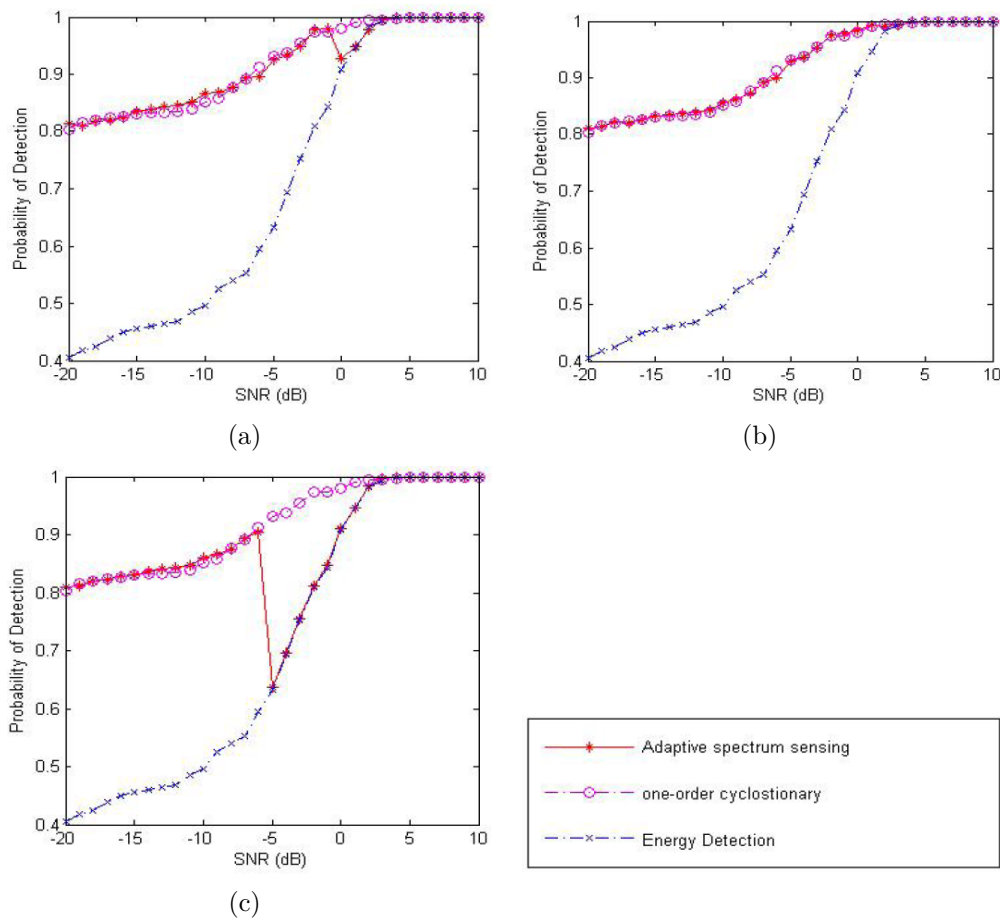 1
0.9
0.8
0.7
0.6
0.5
0.4
Probability of Detection
-20 -15 -10 -5 0 5 10
SNR (dB)
(a)
1
0.9
0.8
0.7
0.6
0.5
0.4
Probability of Detection
-20 -15 -10 -5 0 5 10
SNR (dB)
(b)
1
0.9
0.8
0.7
0.6
0.5
0.4
Probability of Detection
-20 -15 -10 -5 0 5 10
SNR (dB)
(c)
Adaptive spectrum sensing
one-order cyclostionary
Energy Detection